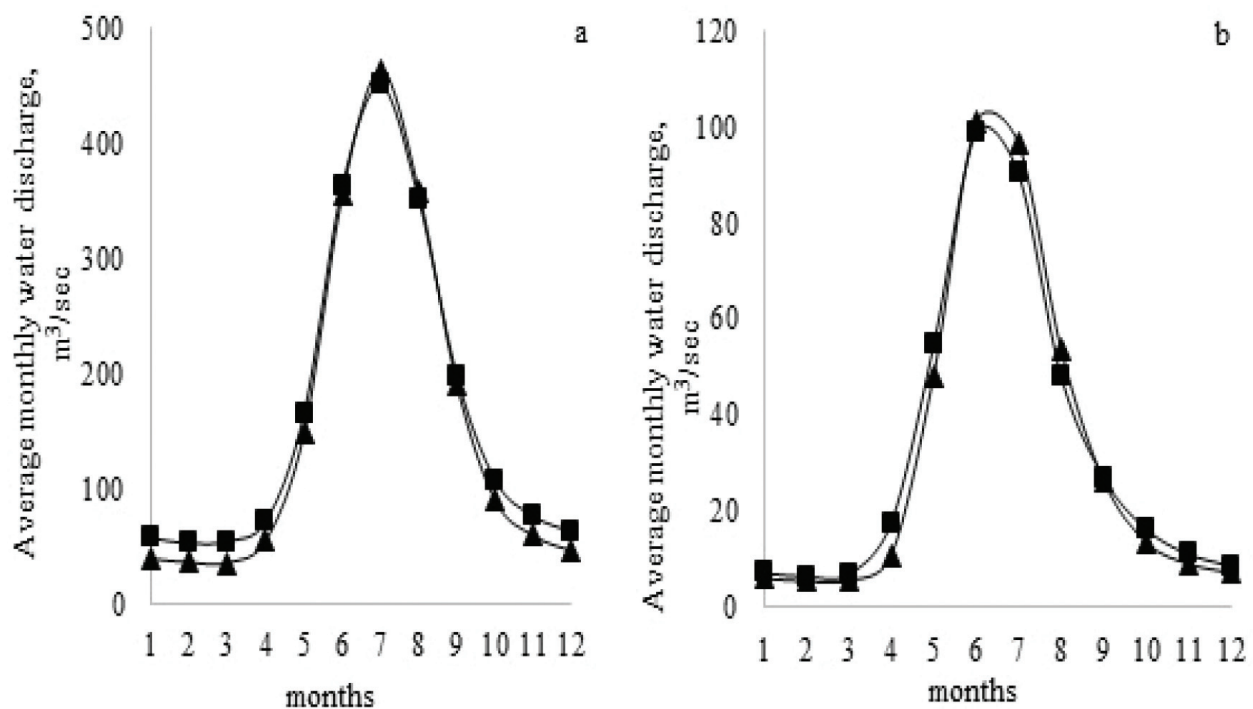 a
Average monthly water discharge,
m³/sec
500
400
300
200
100
0
1 2 3 4 5 6 7 8 9 10 11 12
months
b
Average monthly water discharge,
m³/sec
120
100
80
60
40
20
0
1 2 3 4 5 6 7 8 9 10 11 12
months